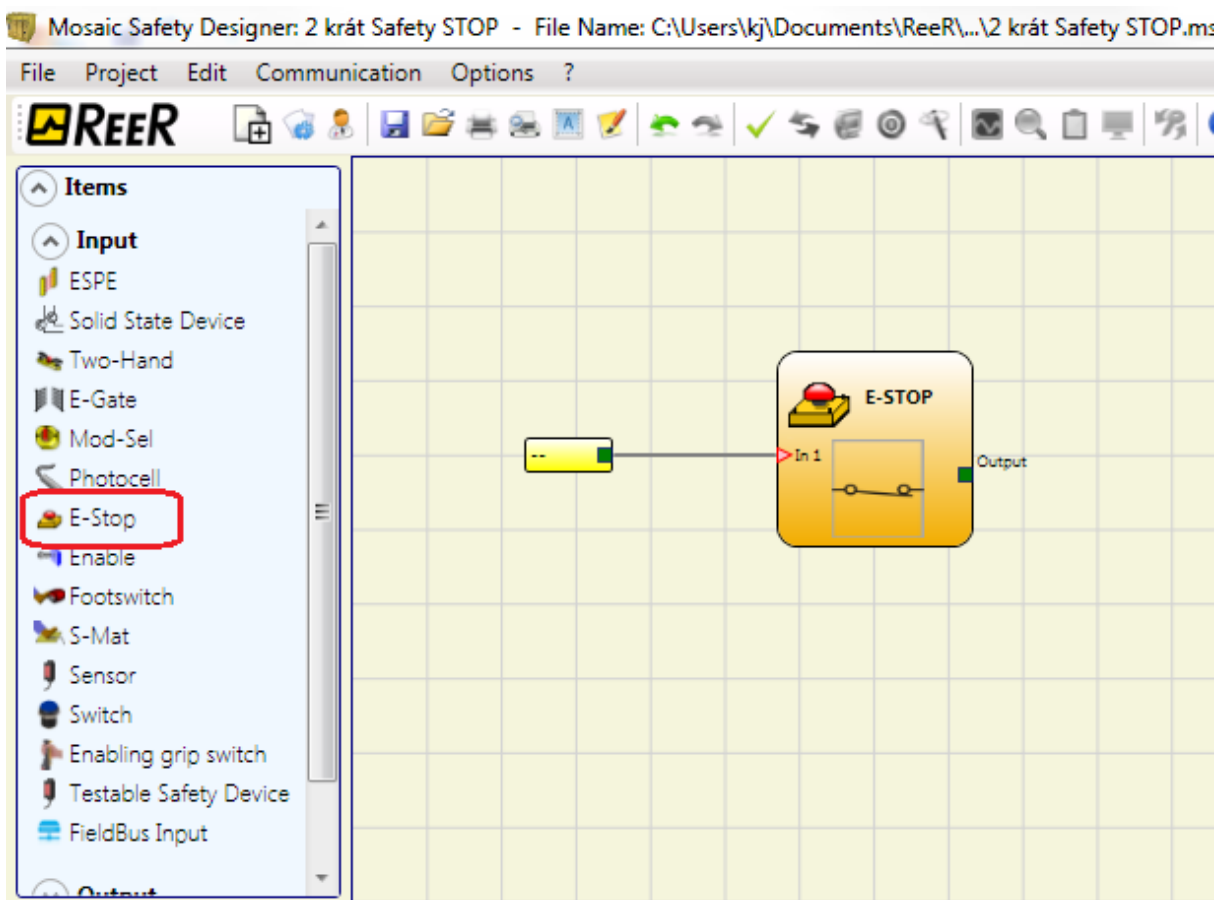 Mosaic Safety Designer: 2 krát Safety STOP - File Name: C:\Users\kj\Documents\ReeR\...\2 krát Safety STOP.ms
File Project Edit Communication Options ?
REER
Items
Input
ESPE
Solid State Device
Two-Hand
E-Gate
Mod-Sel
Photocell
E-Stop
Enable
Footswitch
S-Mat
Sensor
Switch
Enabling grip switch
Testable Safety Device
FieldBus Input
Output
E-STOP
--
In 1
Output